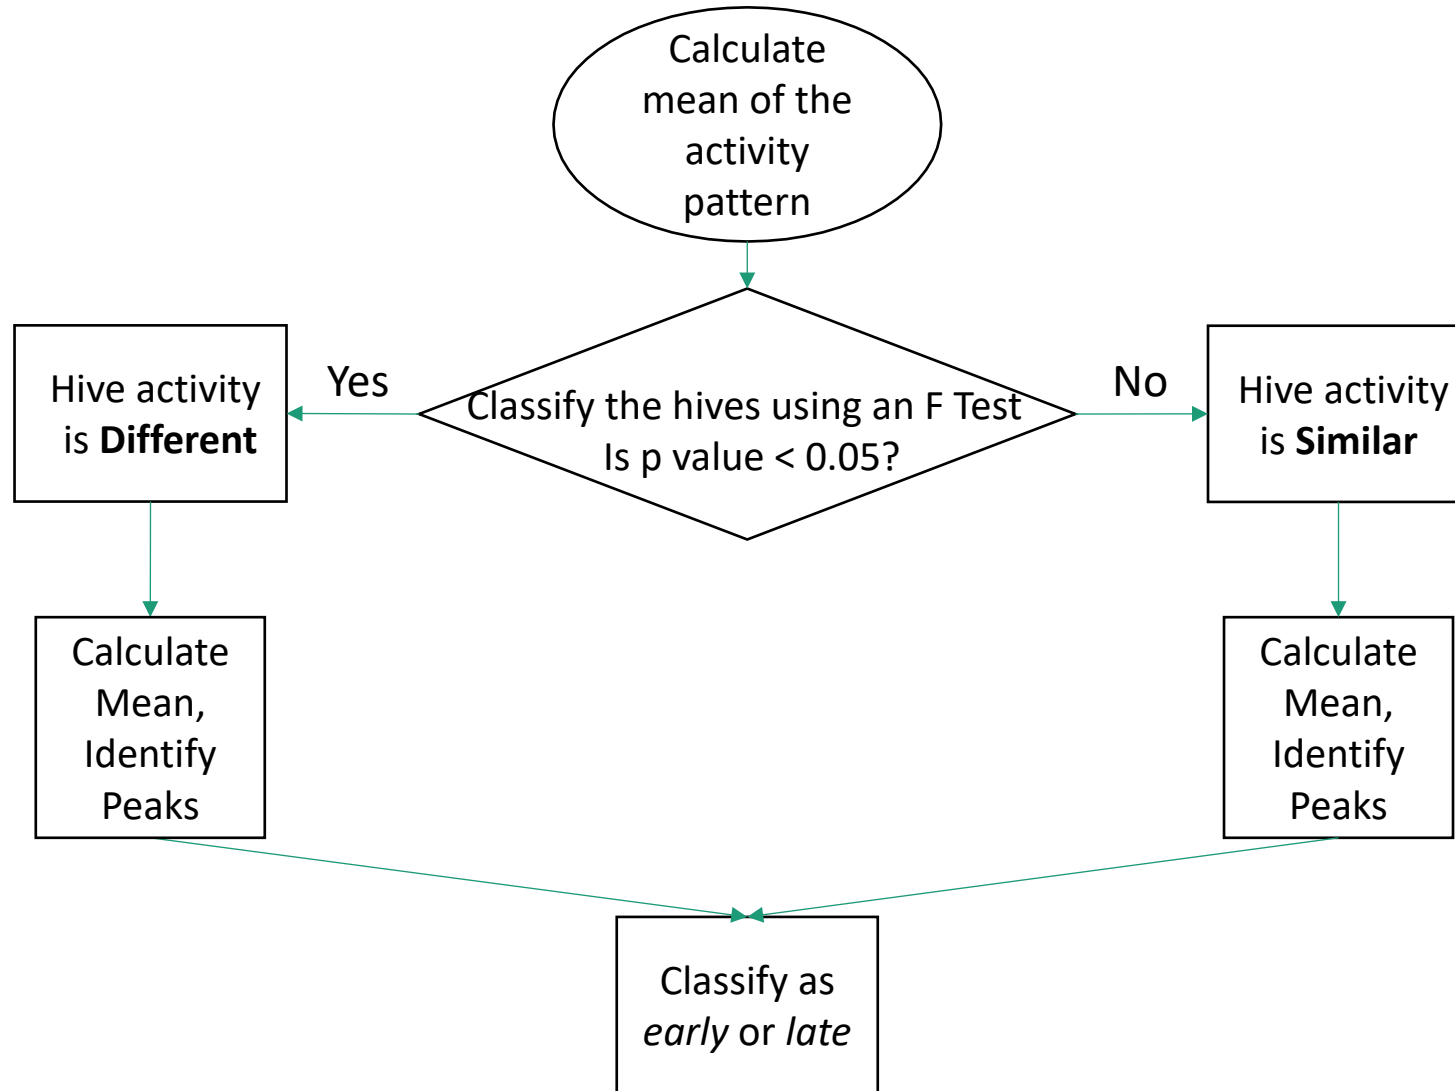 Calculate
mean of the
activity
pattern
Yes
No
Hive activity
is Different
Classify the hives using an F Test
Is p value < 0.05?
Hive activity
is Similar
Calculate
Mean,
Identify
Peaks
Calculate
Mean,
Identify
Peaks
Classify as
early or late